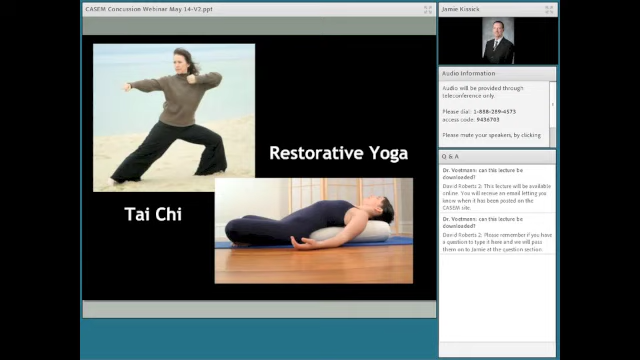 CASEM Concussion Webinar May 14-V2.ppt
Restorative Yoga
Tai Chi
Jamie Kissick
Audio Information
Audio will be provided through
teleconference only.
Please dial: 1-888-289-4573
access code: 9436703
Please mute your speakers, by clicking
Q & A
Dr. Vostmann: can this lecture be
downloaded?
David Roberts 2: This lecture will be available
online. You will receive an email letting you
know when it has been posted on the
CASEM site.
Dr. Vostmann: can this lecture be
downloaded?
David Roberts 2: Please remember if you have
a question to type it here and we will pass
them on to Jamie at the question section.